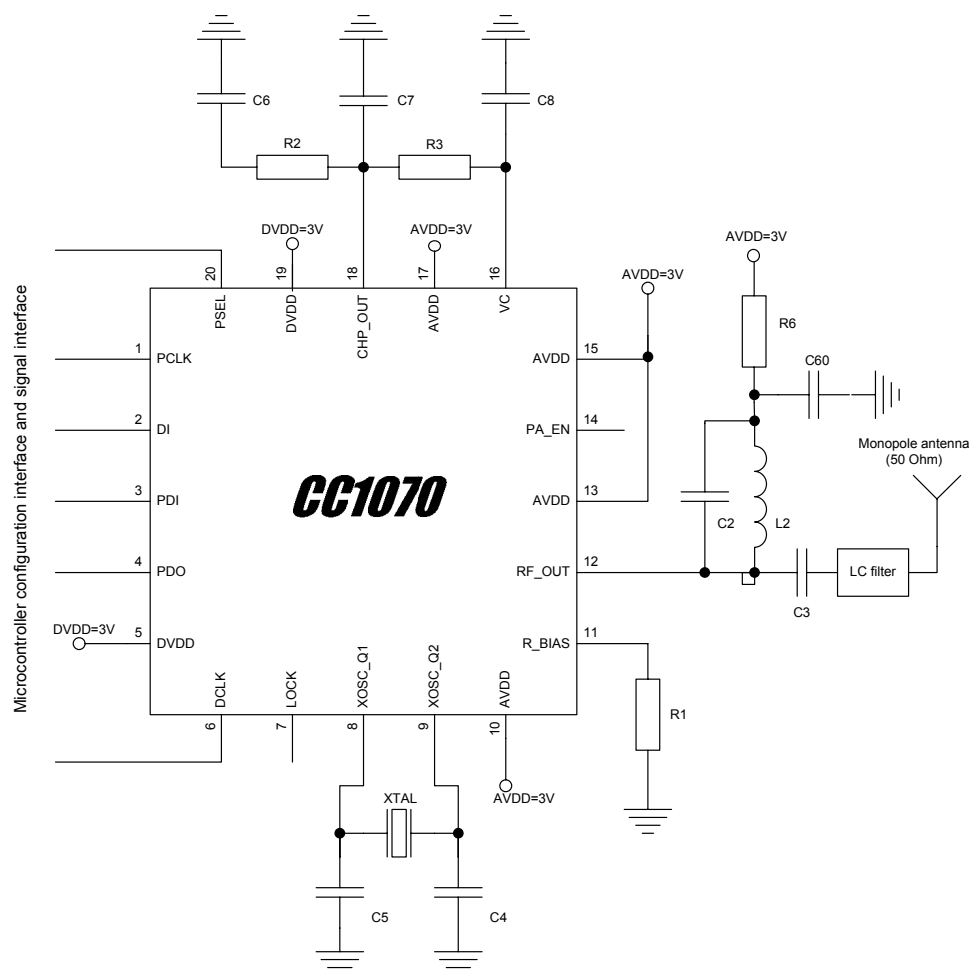 C6
C7
C8
R2
R3
DVDD=3V
AVDD=3V
AVDD=3V
AVDD=3V
20
19
18
17
16
PSEL
DVDD
CHP_OUT
AVDD
VC
R6
C60
Microcontroller configuration interface and signal interface
1
PCLK
AVDD
15
2
DI
PA_EN
14
Monopole antenna
(50 Ohm)
3
PDI
CC1070
AVDD
13
C2
L2
4
PDO
RF_OUT
12
LC filter
C3
DVDD=3V
5
DVDD
R_BIAS
11
DCLK
LOCK
XOSC_Q1
XOSC_Q2
AVDD
R1
6
7
8
9
10
XTAL
AVDD=3V
C5
C4